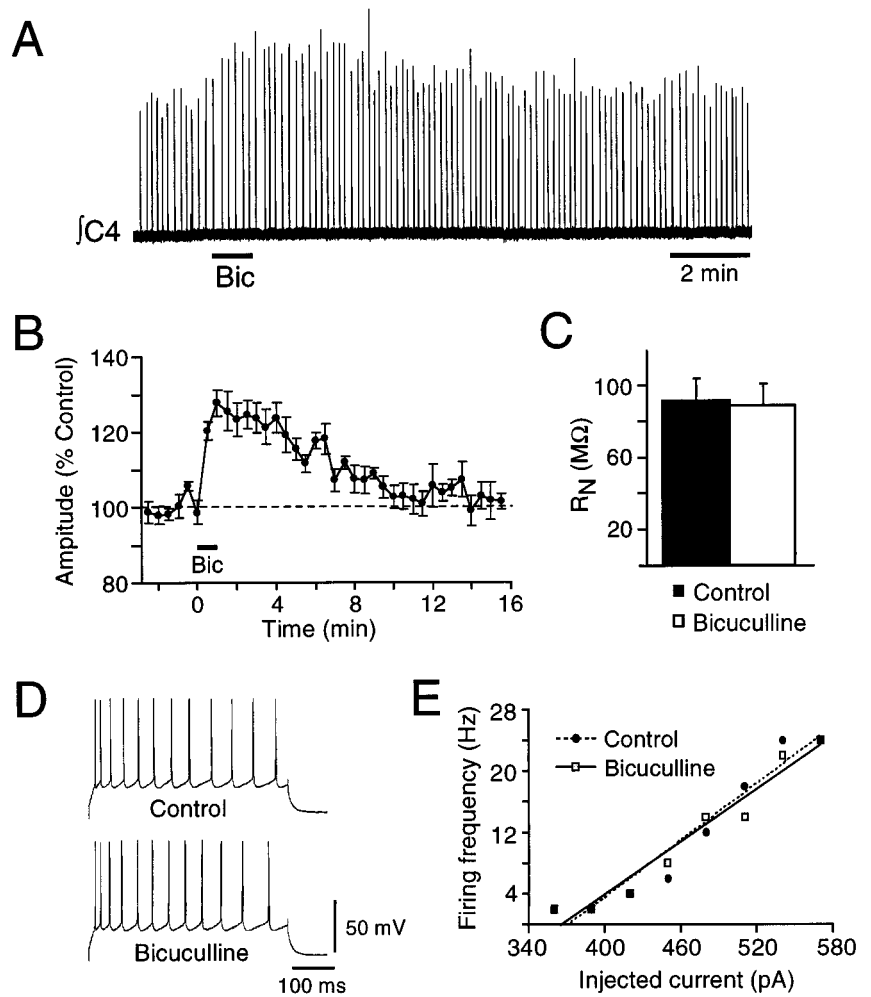 A
∫C4
Bic
2 min
B
Ampitude (% Control)
140
120
100
80
Bic
0 4 8 12 16
Time (min)
C
R_N (MΩ)
100
60
20
Control
Bicuculline
D
Control
Bicuculline
50 mV
100 ms
E
Firing frequency (Hz)
28
20
12
4
Control
Bicuculline
340 400 460 520 580
Injected current (pA)